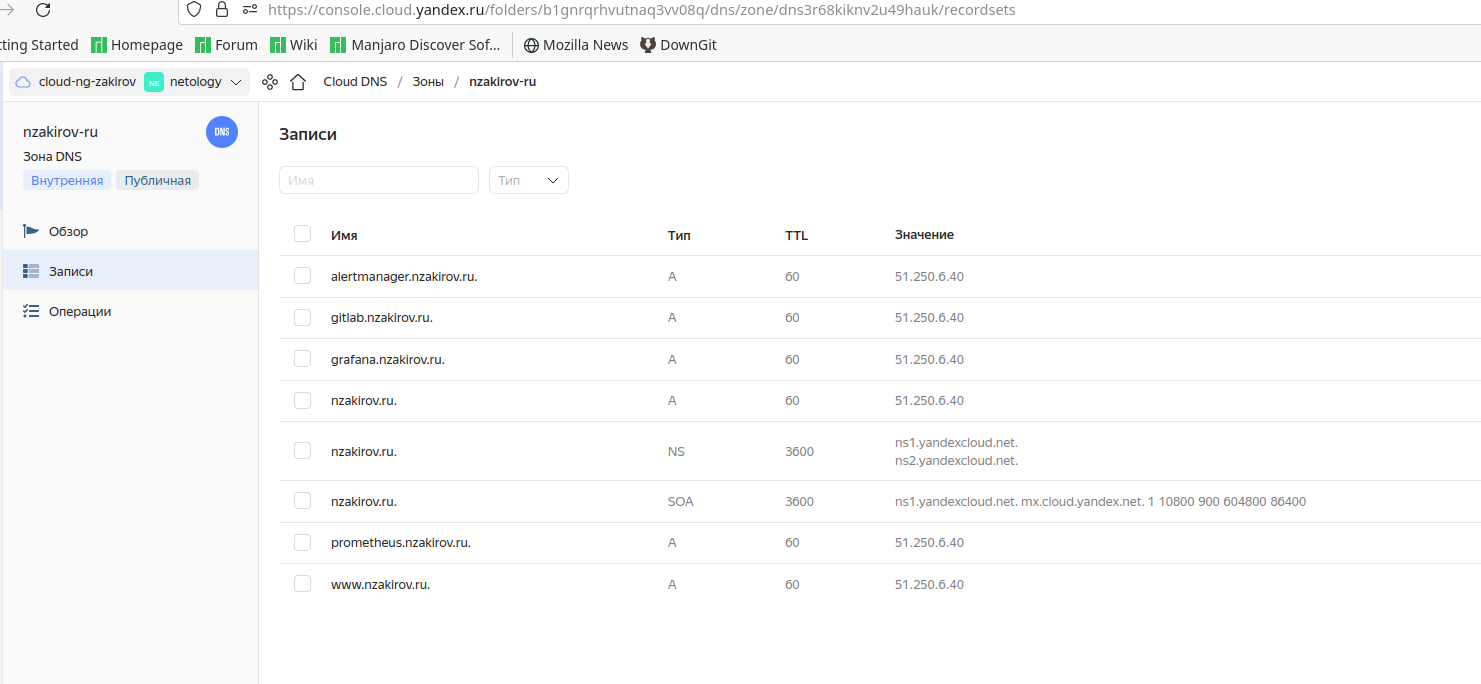 https://console.cloud.yandex.ru/folders/b1gnrqrhvutnaq3vv08q/dns/zone/dns3r68kiknv2u49hauk/recordsets
ting Started Homepage Forum Wiki Manjaro Discover Sof… Mozilla News DownGit
cloud-ng-zakirov NE netology Cloud DNS / Зоны / nzakirov-ru
nzakirov-ru DNS
Зона DNS
Внутренняя Публичная
Обзор
Записи
Операции
Записи
Имя Тип
Имя Тип TTL Значение
alertmanager.nzakirov.ru. A 60 51.250.6.40
gitlab.nzakirov.ru. A 60 51.250.6.40
grafana.nzakirov.ru. A 60 51.250.6.40
nzakirov.ru. A 60 51.250.6.40
nzakirov.ru. NS 3600 ns1.yandexcloud.net.
ns2.yandexcloud.net.
nzakirov.ru. SOA 3600 ns1.yandexcloud.net. mx.cloud.yandex.net. 1 10800 900 604800 86400
prometheus.nzakirov.ru. A 60 51.250.6.40
www.nzakirov.ru. A 60 51.250.6.40